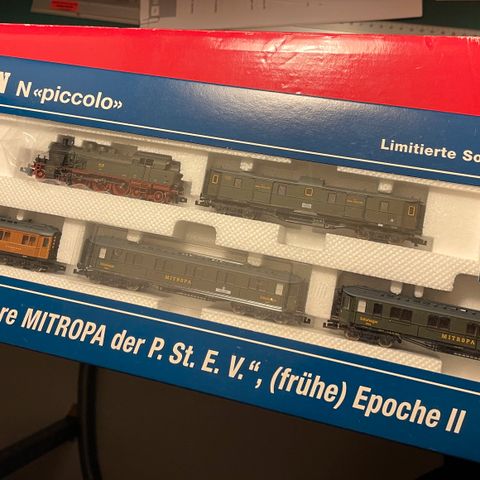 N N «piccolo»
Limitierte So
MITROPA
MITROPA
re MITROPA der P. St. E. V.“, (frühe) Epoche II